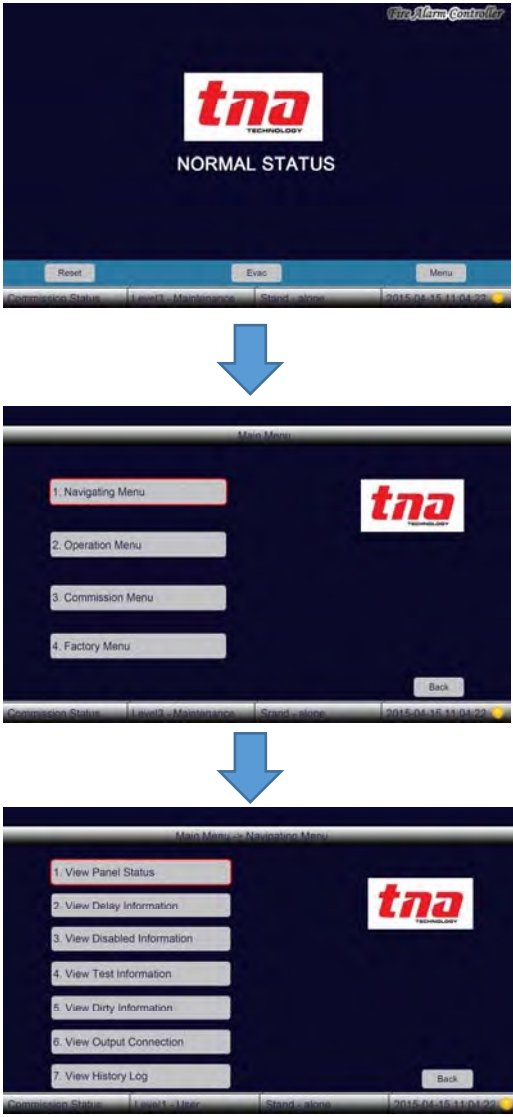 Fire Alarm Controller
tna
TECHNOLOGY
NORMAL STATUS
Reset Evac Menu
Commission Status Level3 - Maintenance Stand - alone 2015-04-15 11:04:22
Main Menu
1. Navigating Menu
tna
TECHNOLOGY
2. Operation Menu
3. Commission Menu
4. Factory Menu
Back
Commission Status Level3 - Maintenance Srand - alone 2015-04-15 11:04:22
Main Menu -> Navigating Menu
1. View Panel Status
tna
TECHNOLOGY
2. View Delay Information
3. View Disabled Information
4. View Test Information
5. View Dirty Information
6. View Output Connection
7. View History Log
Back
Commission Status Level1 - User Stand - alone 2015-04-15 11:04:22